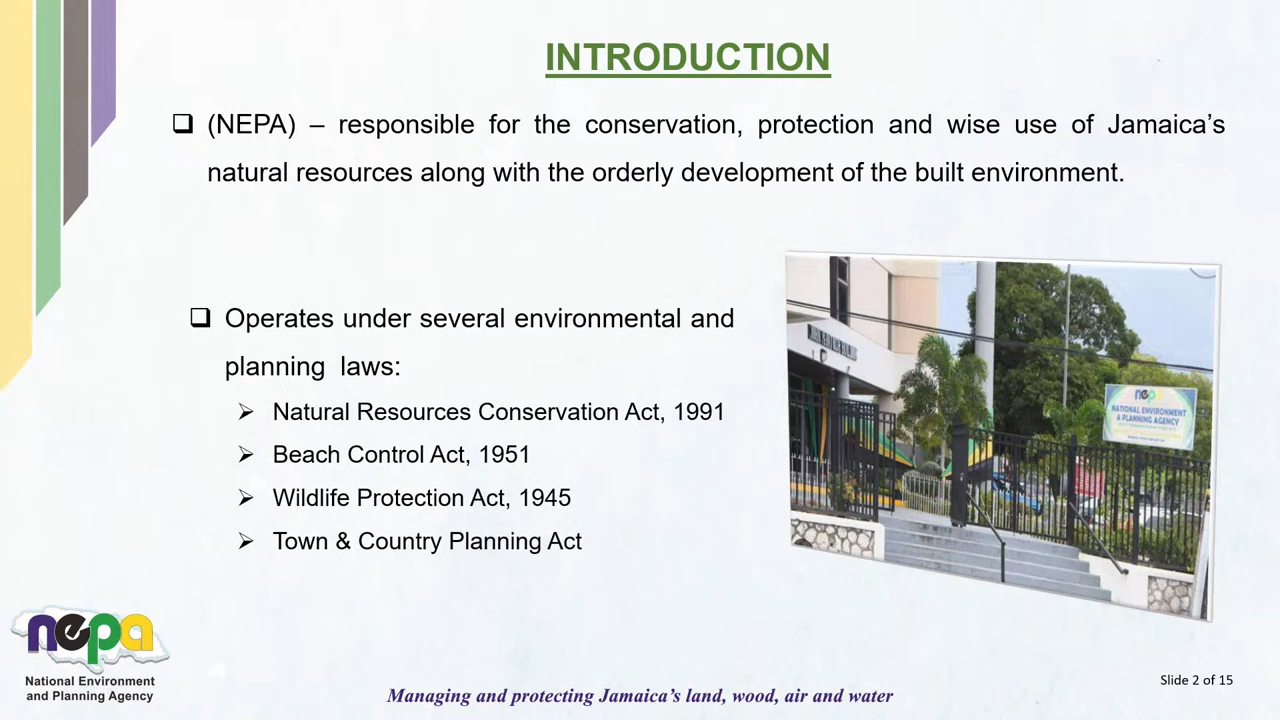 INTRODUCTION
(NEPA) – responsible for the conservation, protection and wise use of Jamaica’s
natural resources along with the orderly development of the built environment.
Operates under several environmental and
planning laws:
Natural Resources Conservation Act, 1991
Beach Control Act, 1951
Wildlife Protection Act, 1945
Town & Country Planning Act
nepa
NATIONAL ENVIRONMENT
& PLANNING AGENCY
nepa
National Environment
and Planning Agency
Managing and protecting Jamaica’s land, wood, air and water
Slide 2 of 15